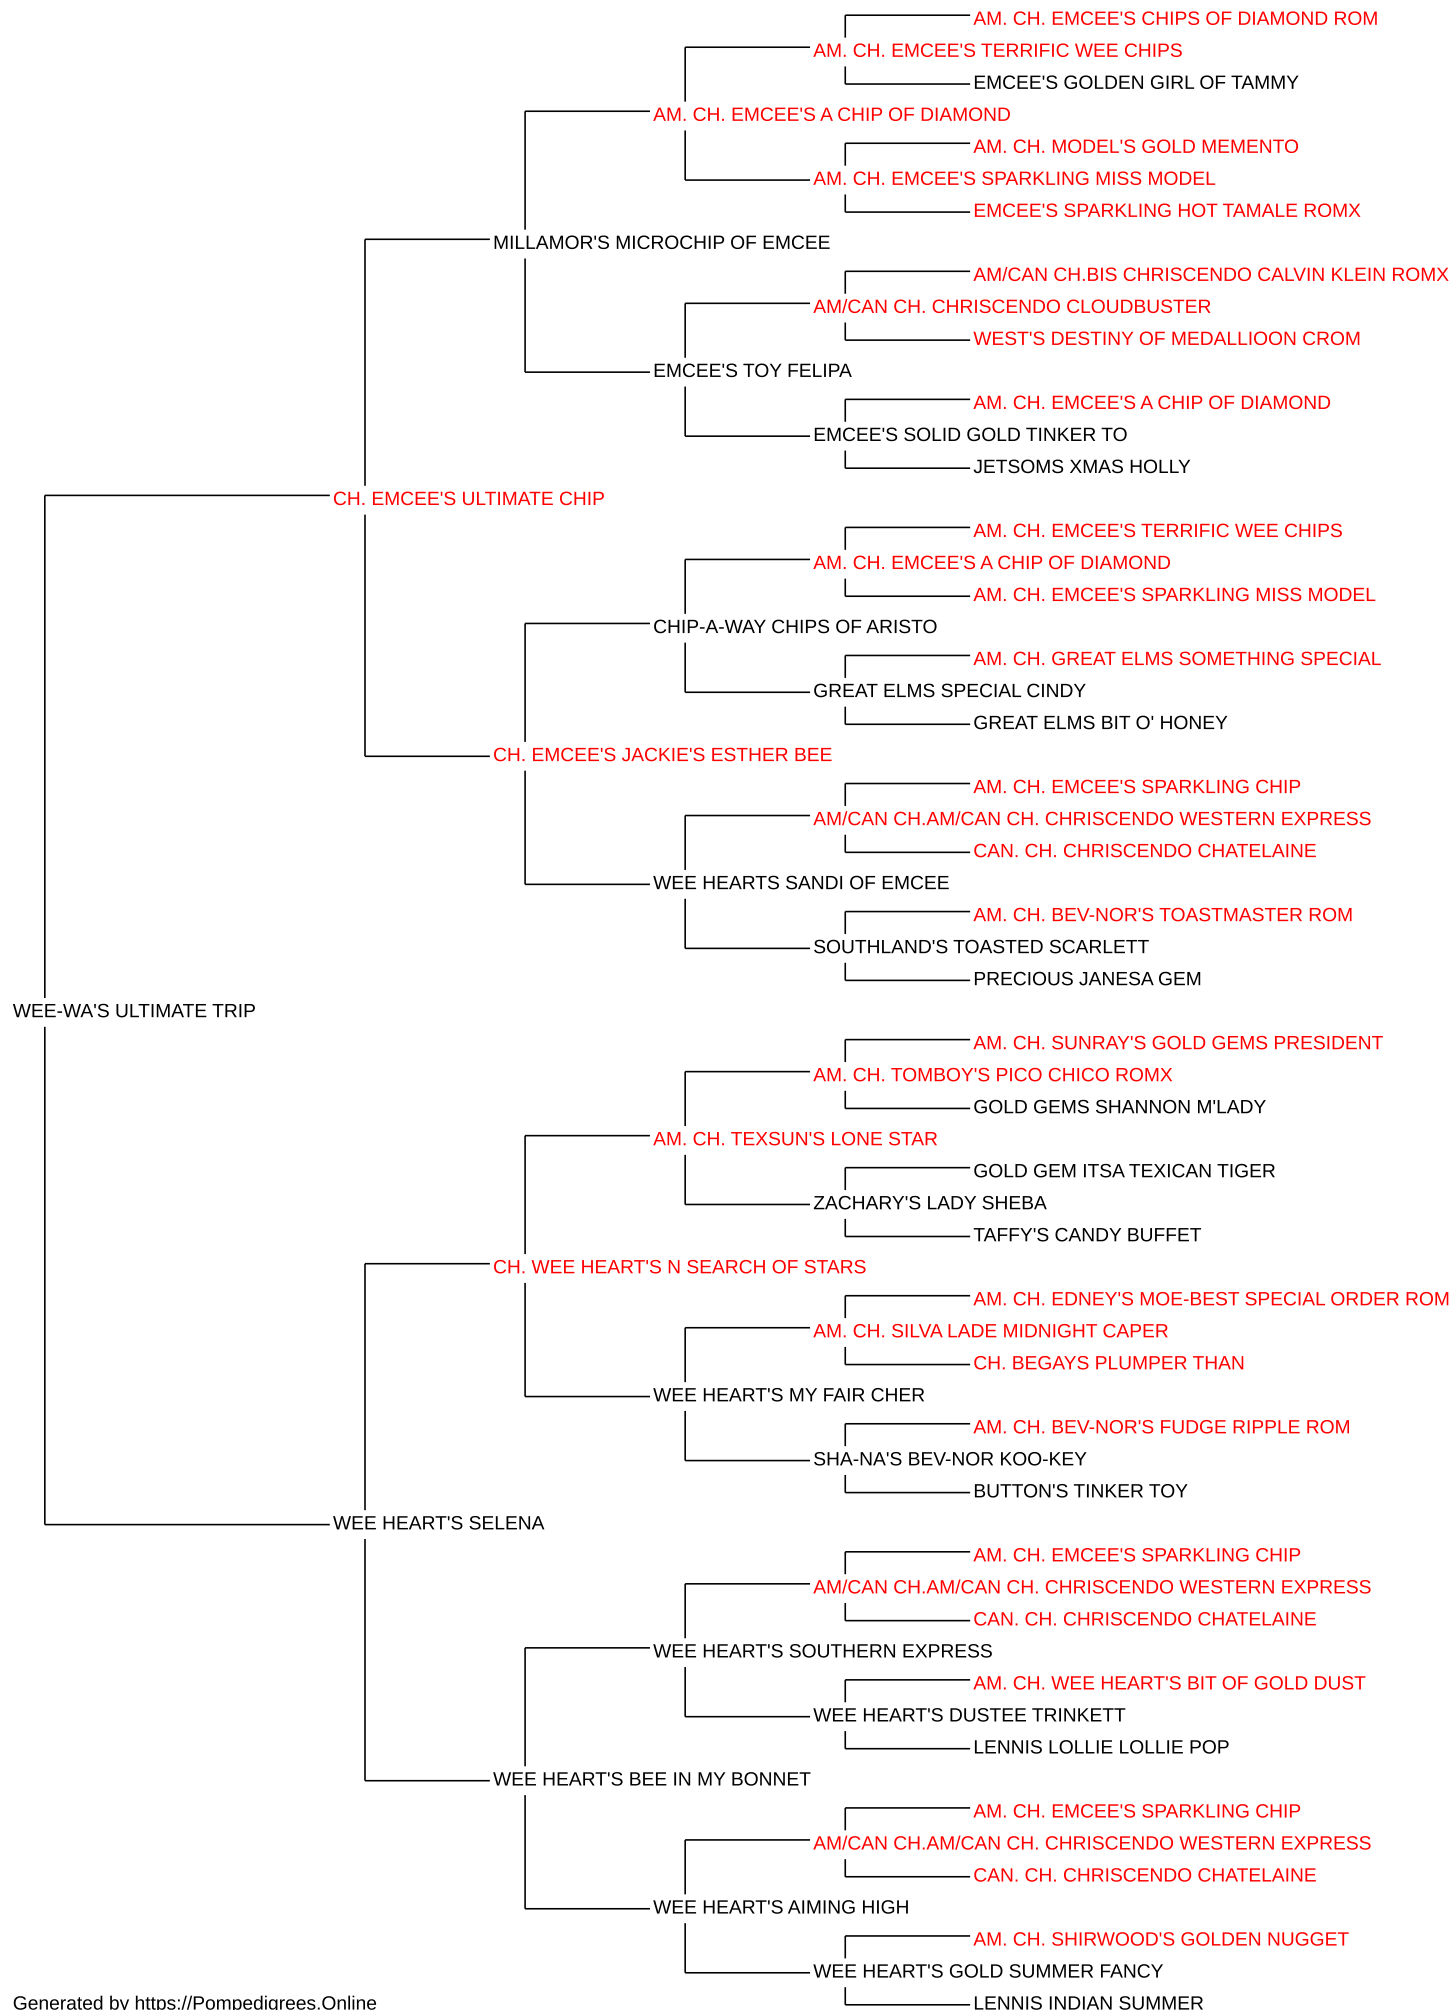 AM. CH. EMCEE'S CHIPS OF DIAMOND ROM
AM. CH. EMCEE'S TERRIFIC WEE CHIPS
EMCEE'S GOLDEN GIRL OF TAMMY
AM. CH. EMCEE'S A CHIP OF DIAMOND
AM. CH. MODEL'S GOLD MEMENTO
AM. CH. EMCEE'S SPARKLING MISS MODEL
EMCEE'S SPARKLING HOT TAMALE ROMX
MILLAMOR'S MICROCHIP OF EMCEE
AM/CAN CH.BIS CHRISCENDO CALVIN KLEIN ROMX
AM/CAN CH. CHRISCENDO CLOUDBUSTER
WEST'S DESTINY OF MEDALLIOON CROM
EMCEE'S TOY FELIPA
AM. CH. EMCEE'S A CHIP OF DIAMOND
EMCEE'S SOLID GOLD TINKER TO
JETSOMS XMAS HOLLY
CH. EMCEE'S ULTIMATE CHIP
AM. CH. EMCEE'S TERRIFIC WEE CHIPS
AM. CH. EMCEE'S A CHIP OF DIAMOND
AM. CH. EMCEE'S SPARKLING MISS MODEL
CHIP-A-WAY CHIPS OF ARISTO
AM. CH. GREAT ELMS SOMETHING SPECIAL
GREAT ELMS SPECIAL CINDY
GREAT ELMS BIT O' HONEY
CH. EMCEE'S JACKIE'S ESTHER BEE
AM. CH. EMCEE'S SPARKLING CHIP
AM/CAN CH.AM/CAN CH. CHRISCENDO WESTERN EXPRESS
CAN. CH. CHRISCENDO CHATELAINE
WEE HEARTS SANDI OF EMCEE
AM. CH. BEV-NOR'S TOASTMASTER ROM
SOUTHLAND'S TOASTED SCARLETT
PRECIOUS JANESA GEM
WEE-WA'S ULTIMATE TRIP
AM. CH. SUNRAY'S GOLD GEMS PRESIDENT
AM. CH. TOMBOY'S PICO CHICO ROMX
GOLD GEMS SHANNON M'LADY
AM. CH. TEXSUN'S LONE STAR
GOLD GEM ITSA TEXICAN TIGER
ZACHARY'S LADY SHEBA
TAFFY'S CANDY BUFFET
CH. WEE HEART'S N SEARCH OF STARS
AM. CH. EDNEY'S MOE-BEST SPECIAL ORDER ROM
AM. CH. SILVA LADE MIDNIGHT CAPER
CH. BEGAYS PLUMPER THAN
WEE HEART'S MY FAIR CHER
AM. CH. BEV-NOR'S FUDGE RIPPLE ROM
SHA-NA'S BEV-NOR KOO-KEY
BUTTON'S TINKER TOY
WEE HEART'S SELENA
AM. CH. EMCEE'S SPARKLING CHIP
AM/CAN CH.AM/CAN CH. CHRISCENDO WESTERN EXPRESS
CAN. CH. CHRISCENDO CHATELAINE
WEE HEART'S SOUTHERN EXPRESS
AM. CH. WEE HEART'S BIT OF GOLD DUST
WEE HEART'S DUSTEE TRINKETT
LENNIS LOLLIE LOLLIE POP
WEE HEART'S BEE IN MY BONNET
AM. CH. EMCEE'S SPARKLING CHIP
AM/CAN CH.AM/CAN CH. CHRISCENDO WESTERN EXPRESS
CAN. CH. CHRISCENDO CHATELAINE
WEE HEART'S AIMING HIGH
AM. CH. SHIRWOOD'S GOLDEN NUGGET
WEE HEART'S GOLD SUMMER FANCY
LENNIS INDIAN SUMMER
Generated by https://Pompedigrees.Online